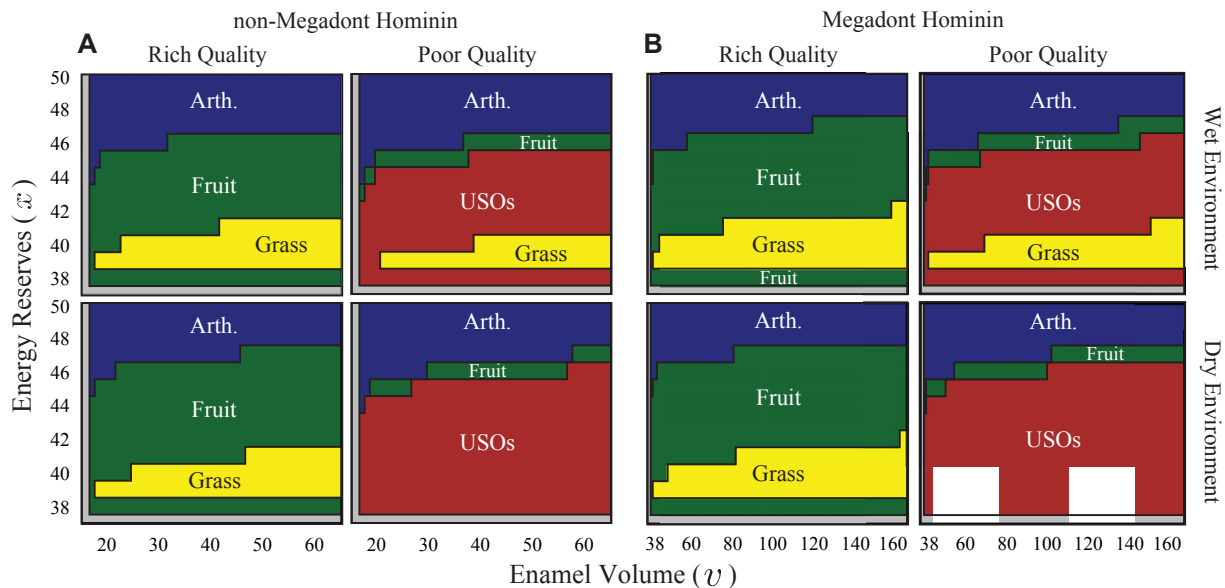 non-Megadont Hominin
Megadont Hominin
A
B
Rich Quality
Poor Quality
Rich Quality
Poor Quality
Energy Reserves (x)
50
48
46
44
42
40
38
Arth.
Fruit
Grass
Arth.
Fruit
USOs
Grass
Arth.
Fruit
Grass
Fruit
Arth.
Fruit
USOs
Grass
Wet Environment
50
48
46
44
42
40
38
Arth.
Fruit
Grass
Arth.
Fruit
USOs
Arth.
Fruit
Grass
Arth.
Fruit
USOs
Dry Environment
20 30 40 50 60
20 30 40 50 60
38 60 80 100 120 140 160
38 60 80 100 120 140 160
Enamel Volume (v)